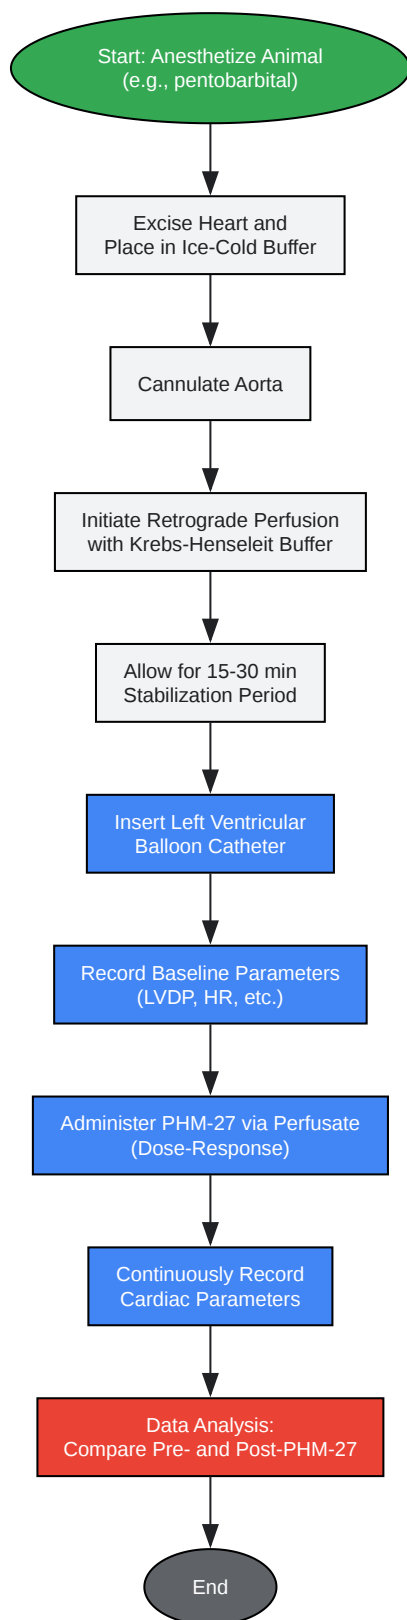 Start: Anesthetize Animal
(e.g., pentobarbital)
Excise Heart and
Place in Ice-Cold Buffer
Cannulate Aorta
Initiate Retrograde Perfusion
with Krebs-Henseleit Buffer
Allow for 15-30 min
Stabilization Period
Insert Left Ventricular
Balloon Catheter
Record Baseline Parameters
(LVDP, HR, etc.)
Administer PHM-27 via Perfusate
(Dose-Response)
Continuously Record
Cardiac Parameters
Data Analysis:
Compare Pre- and Post-PHM-27
End